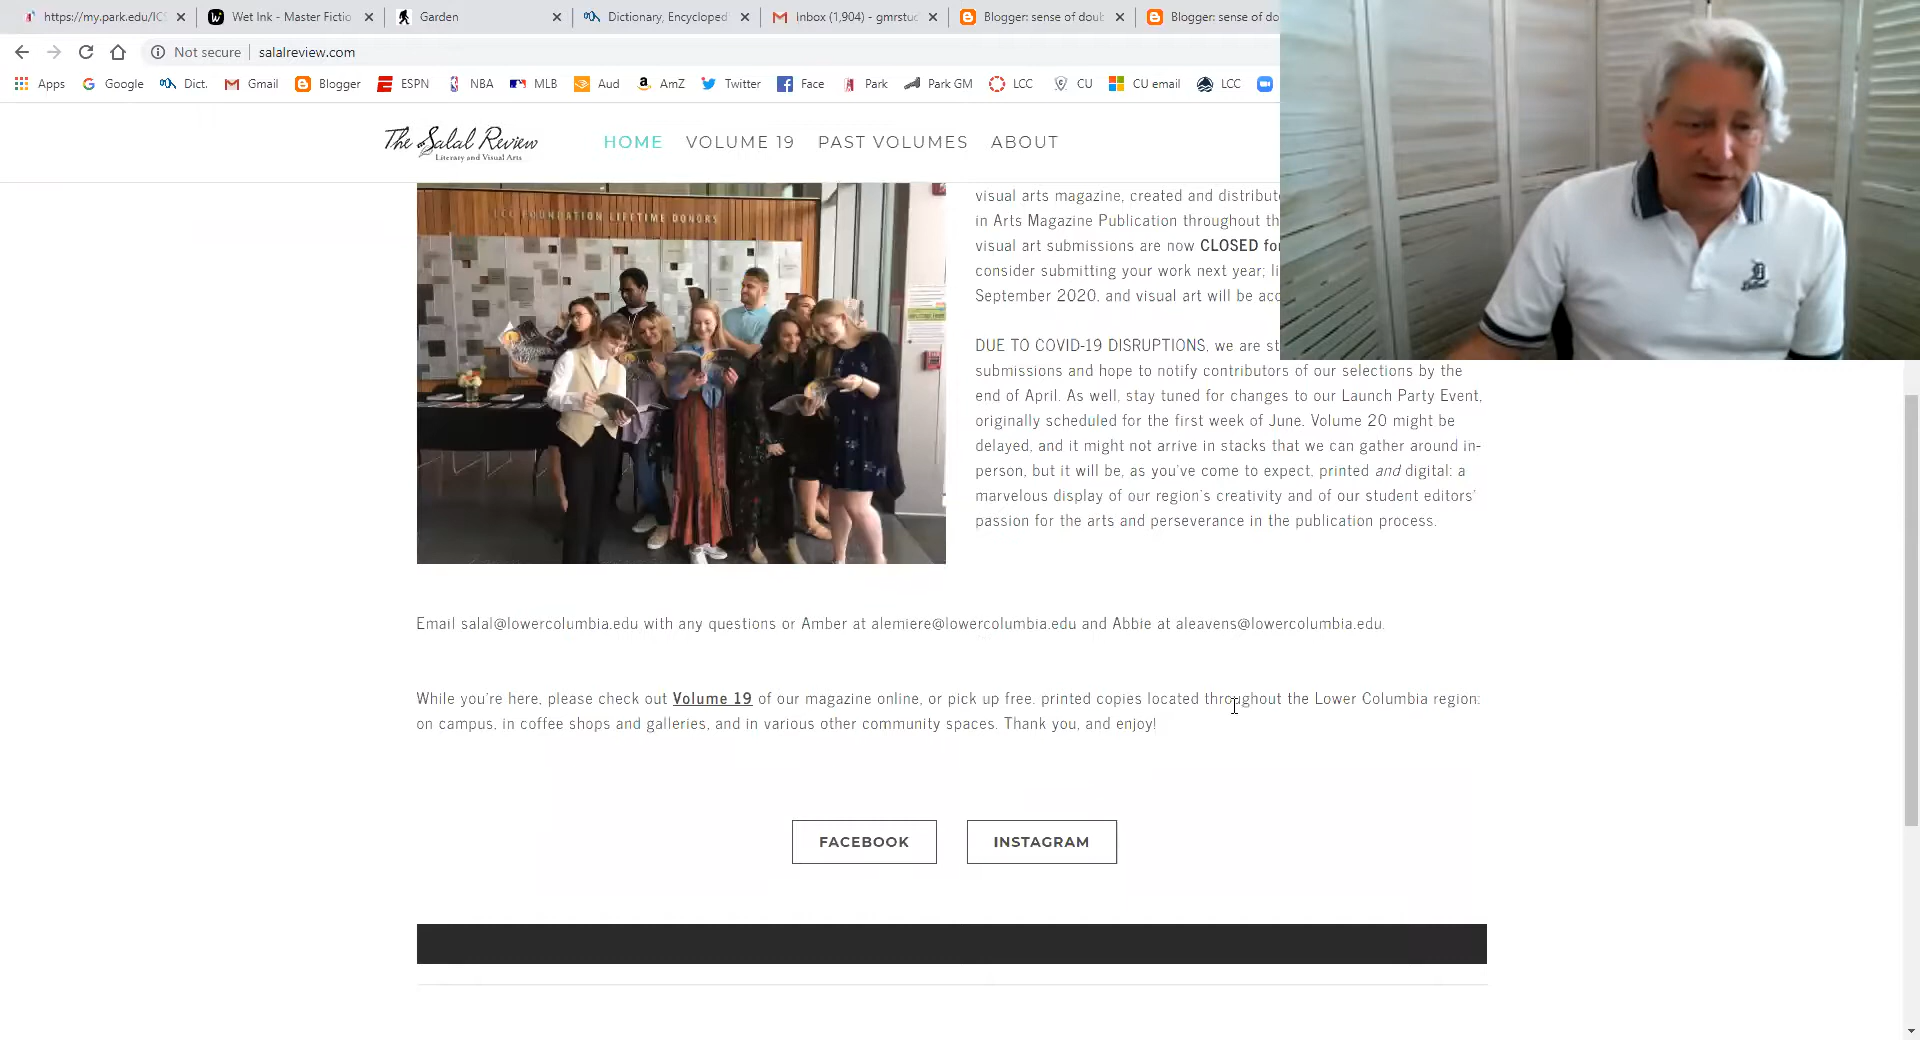 https://my.park.edu/ICS
Wet Ink - Master Fictio
Garden
Dictionary, Encycloped
Inbox (1,904) - gmrstud
Blogger: sense of doub
Blogger: sense of do
Not secure
salalreview.com
Apps
Google
Dict.
Gmail
Blogger
ESPN
NBA
MLB
Aud
AmZ
Twitter
Face
Park
Park GM
LCC
CU
CU email
LCC
The Salal Review
Literary and Visual Arts
HOME
VOLUME 19
PAST VOLUMES
ABOUT
LCC FOUNDATION LIFETIME DONORS
visual arts magazine, created and distribute
in Arts Magazine Publication throughout th
visual art submissions are now CLOSED for
consider submitting your work next year; li
September 2020, and visual art will be acc
DUE TO COVID-19 DISRUPTIONS, we are st
submissions and hope to notify contributors of our selections by the
end of April. As well, stay tuned for changes to our Launch Party Event,
originally scheduled for the first week of June. Volume 20 might be
delayed, and it might not arrive in stacks that we can gather around in-
person, but it will be, as you've come to expect, printed and digital: a
marvelous display of our region's creativity and of our student editors'
passion for the arts and perseverance in the publication process.
Email salal@lowercolumbia.edu with any questions or Amber at alemiere@lowercolumbia.edu and Abbie at aleavens@lowercolumbia.edu.
While you're here, please check out Volume 19 of our magazine online, or pick up free, printed copies located throughout the Lower Columbia region:
on campus, in coffee shops and galleries, and in various other community spaces. Thank you, and enjoy!
FACEBOOK
INSTAGRAM